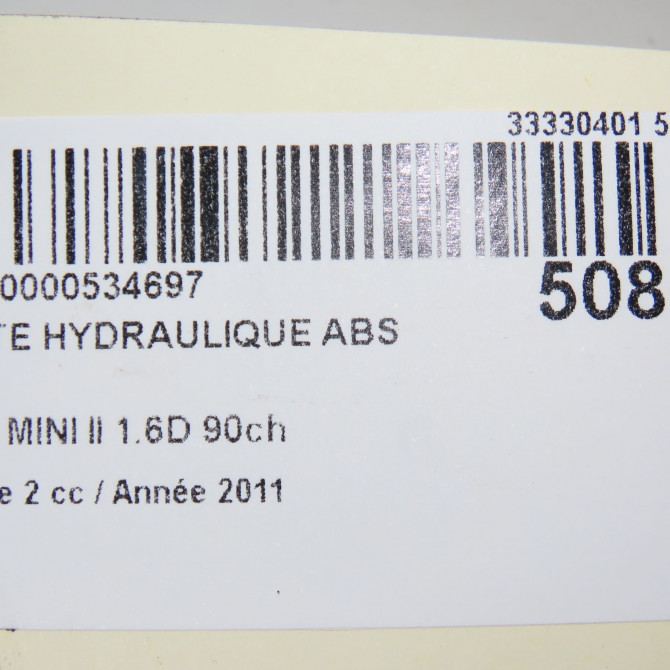 33330401 5
0000534697
508
TE HYDRAULIQUE ABS
MINI II 1.6D 90ch
e 2 cc / Année 2011